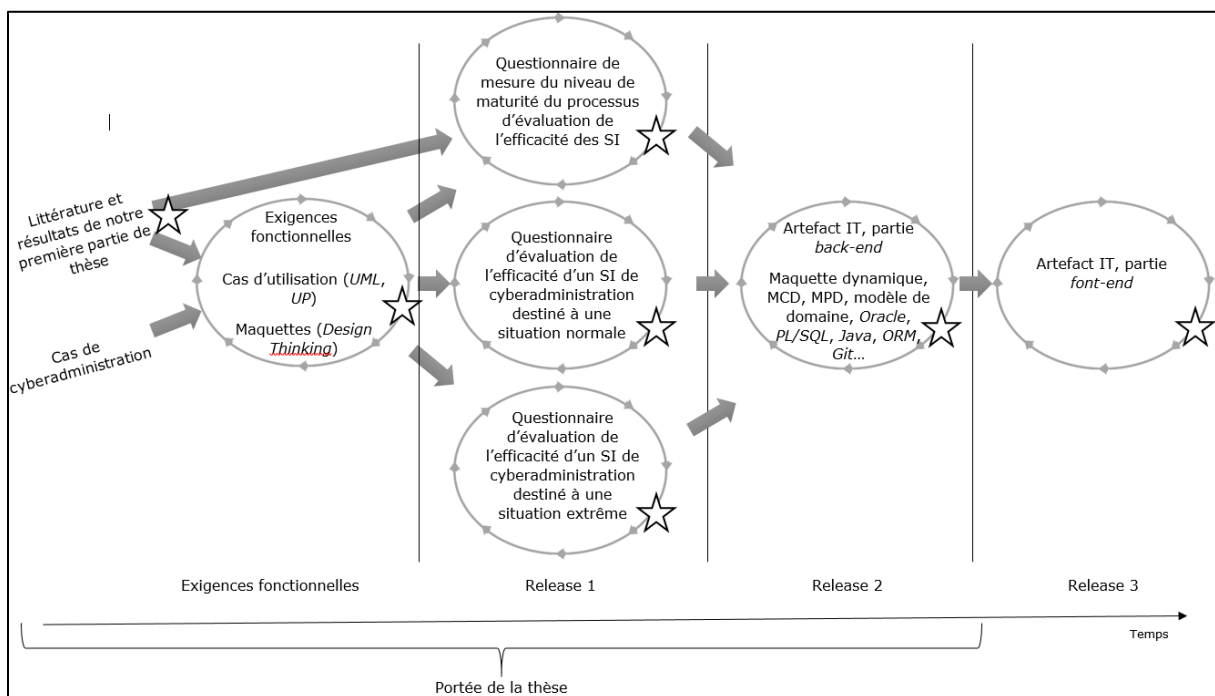 Littérature et
résultats de notre
première partie de
thèse
Cas de
cyberadministration
Exigences
fonctionnelles
Cas d’utilisation (UML,
UP)
Maquettes (Design
Thinking)
Questionnaire de
mesure du niveau de
maturité du processus
d’évaluation de
l’efficacité des SI
Questionnaire
d’évaluation de
l’efficacité d’un SI de
cyberadministration
destiné à une
situation normale
Questionnaire
d’évaluation de
l’efficacité d’un SI de
cyberadministration
destiné à une
situation extrême
Artefact IT, partie
back-end
Maquette dynamique,
MCD, MPD, modèle de
domaine, Oracle,
PL/SQL, Java, ORM,
Git...
Artefact IT, partie
font-end
Exigences fonctionnelles
Release 1
Release 2
Release 3
Temps
Portée de la thèse